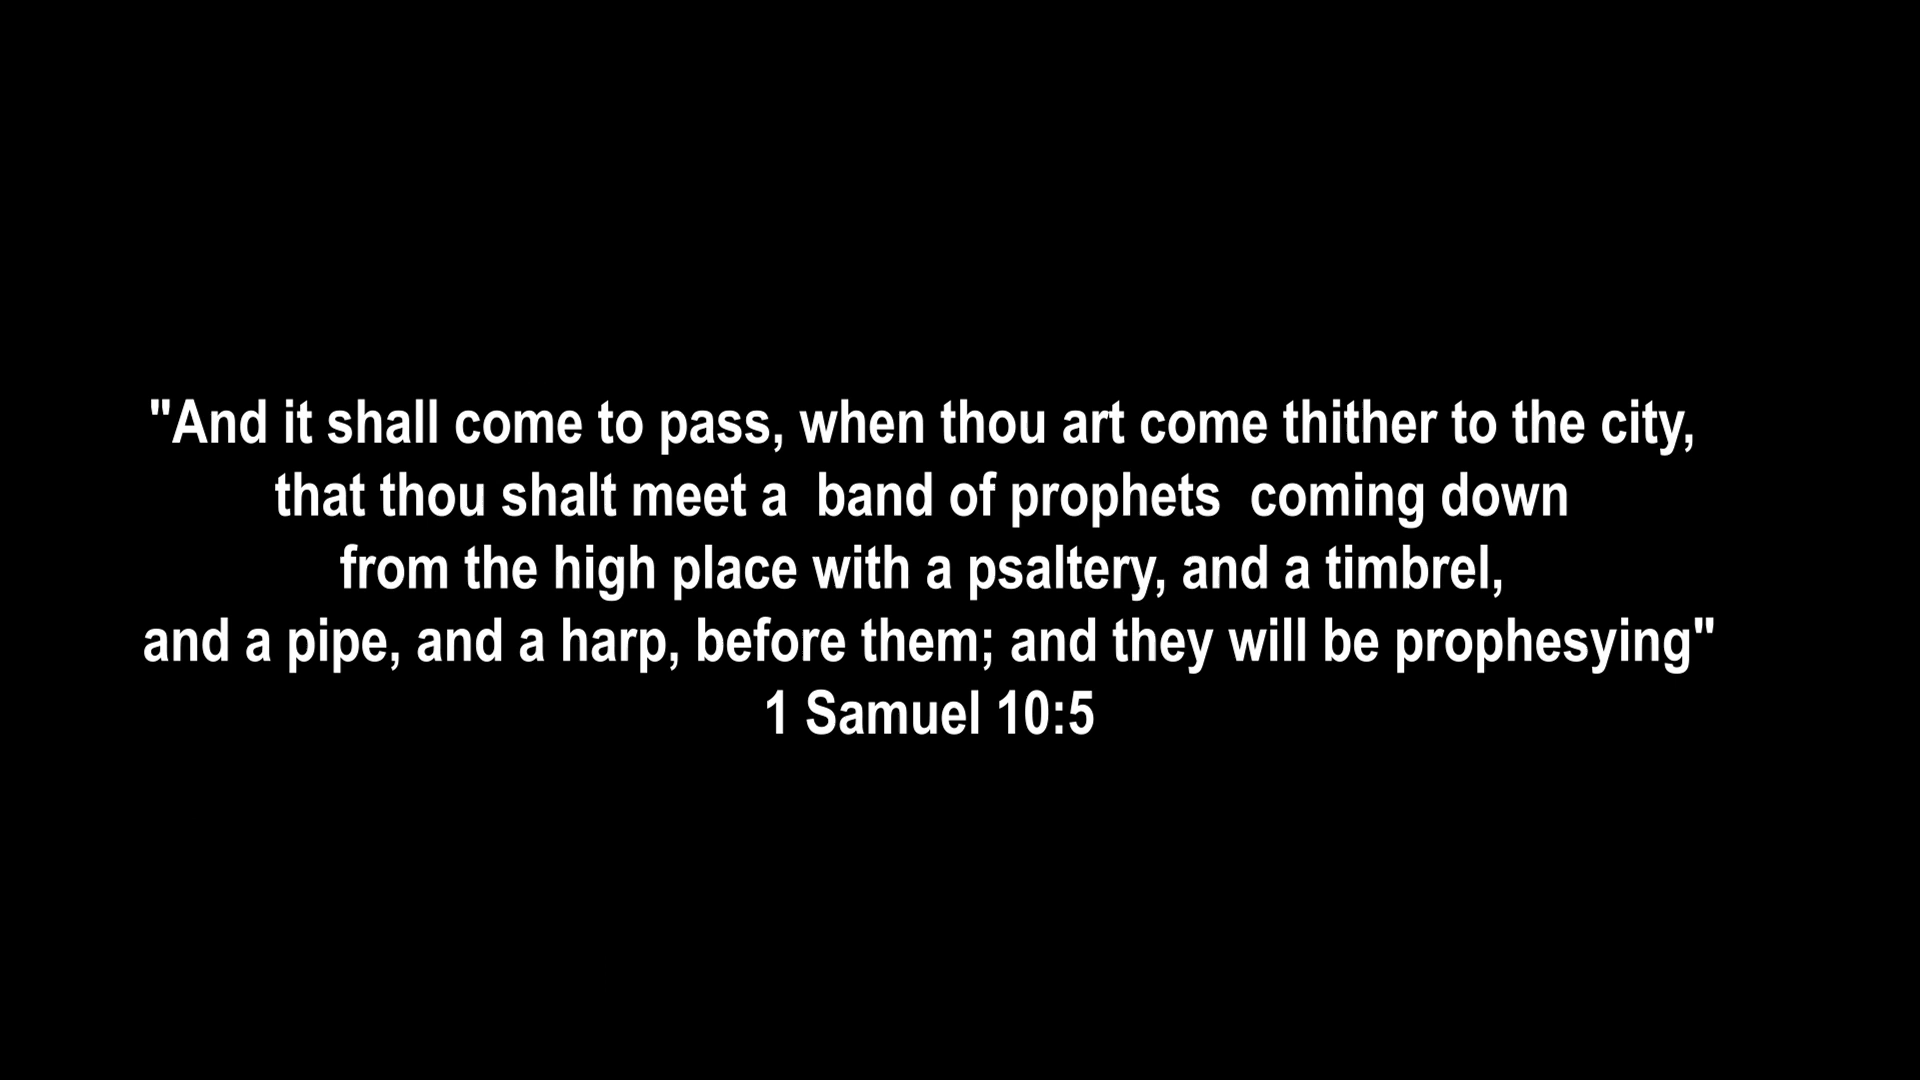 "And it shall come to pass, when thou art come thither to the city,
that thou shalt meet a  band of prophets  coming down
from the high place with a psaltery, and a timbrel,
and a pipe, and a harp, before them; and they will be prophesying"
1 Samuel 10:5